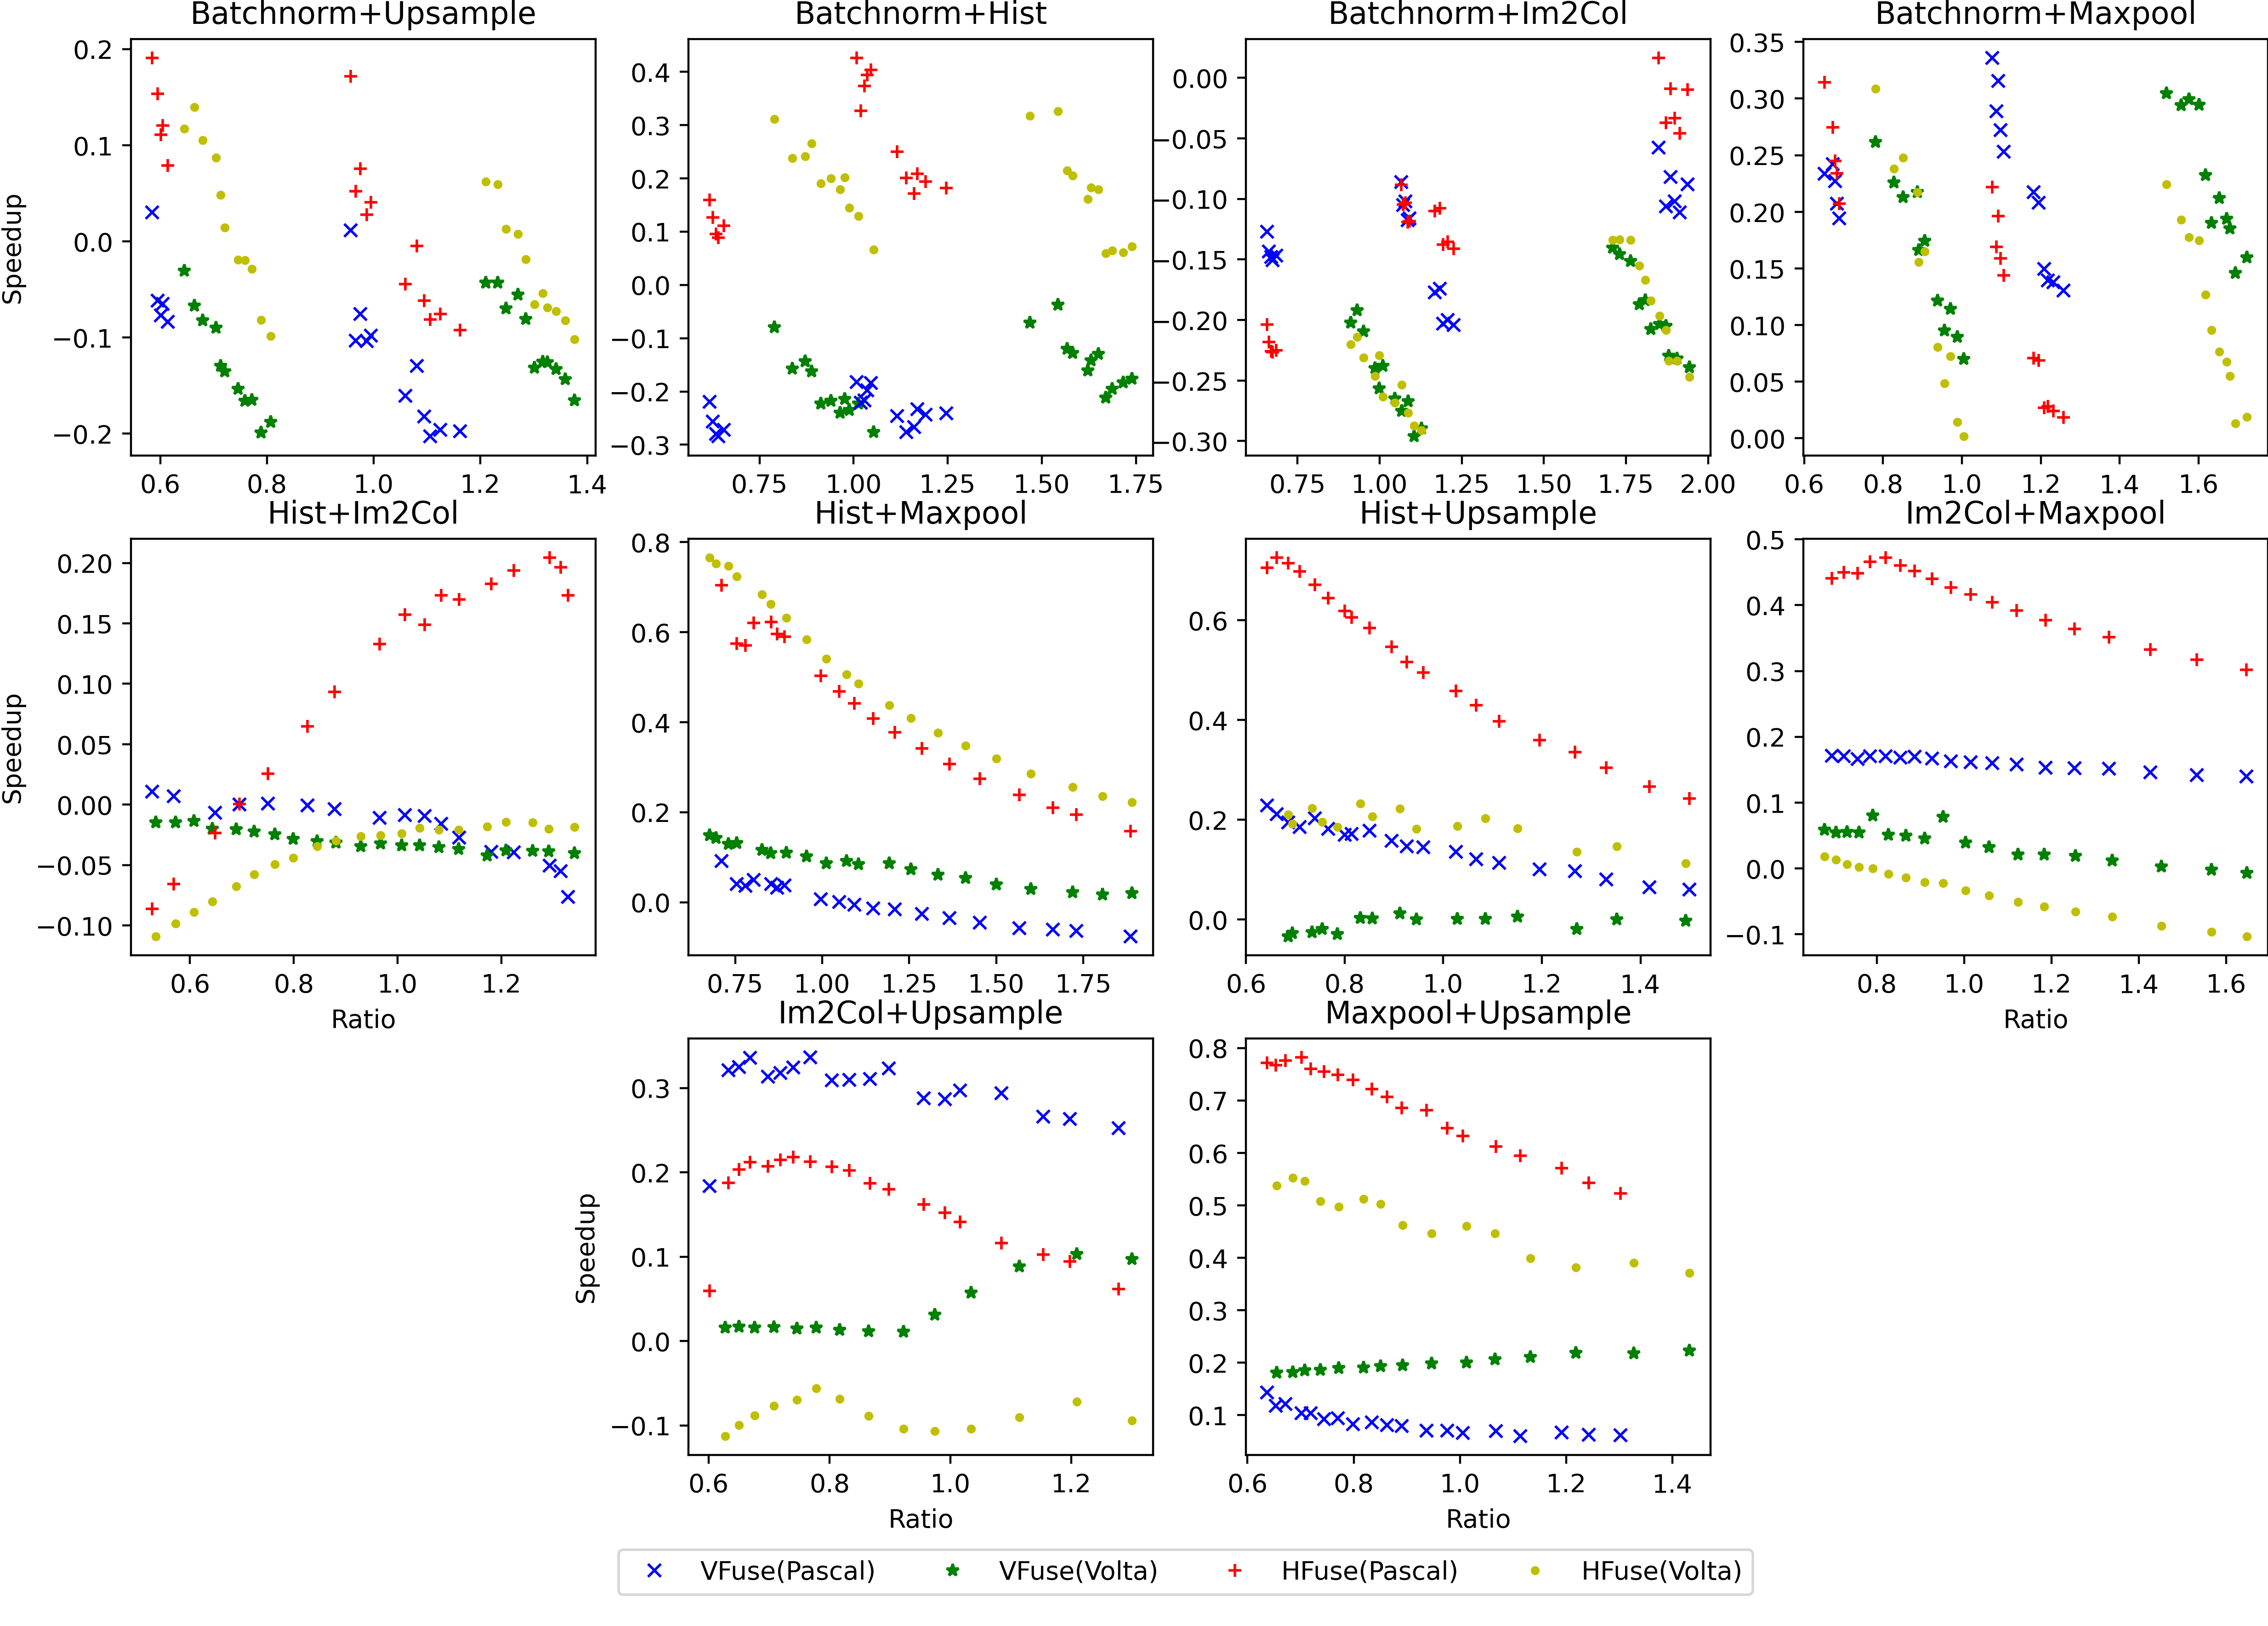 Batchnorm+Upsample
Batchnorm+Hist
Batchnorm+Im2Col
Batchnorm+Maxpool
Speedup
0.2
0.1
0.0
−0.1
−0.2
0.6 0.8 1.0 1.2 1.4
0.4
0.3
0.2
0.1
0.0
−0.1
−0.2
−0.3
0.75 1.00 1.25 1.50 1.75
0.00
−0.05
−0.10
−0.15
−0.20
−0.25
−0.30
0.75 1.00 1.25 1.50 1.75 2.00
0.35
0.30
0.25
0.20
0.15
0.10
0.05
0.00
0.6 0.8 1.0 1.2 1.4 1.6
Hist+Im2Col
Hist+Maxpool
Hist+Upsample
Im2Col+Maxpool
Speedup
0.20
0.15
0.10
0.05
0.00
−0.05
−0.10
0.6 0.8 1.0 1.2
Ratio
0.8
0.6
0.4
0.2
0.0
0.75 1.00 1.25 1.50 1.75
0.6
0.4
0.2
0.0
0.6 0.8 1.0 1.2 1.4
0.5
0.4
0.3
0.2
0.1
0.0
−0.1
0.8 1.0 1.2 1.4 1.6
Ratio
Im2Col+Upsample
Maxpool+Upsample
Speedup
0.3
0.2
0.1
0.0
−0.1
0.6 0.8 1.0 1.2
Ratio
0.8
0.7
0.6
0.5
0.4
0.3
0.2
0.1
0.6 0.8 1.0 1.2 1.4
Ratio
VFuse(Pascal) VFuse(Volta) HFuse(Pascal) HFuse(Volta)